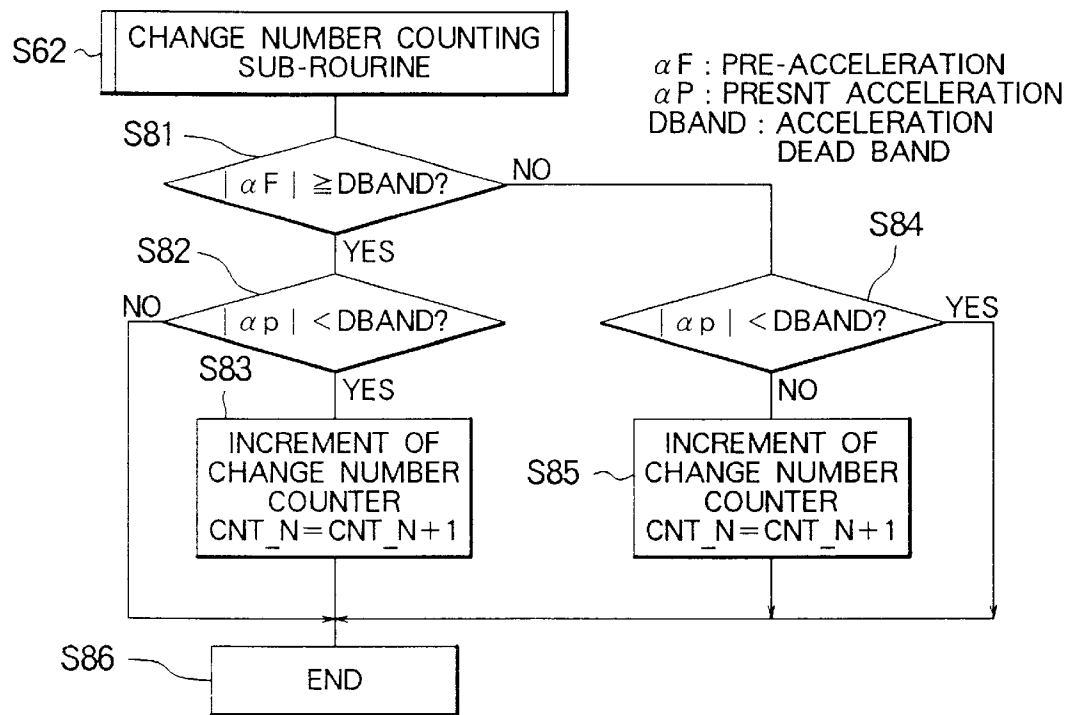 S62
CHANGE NUMBER COUNTING
SUB-ROURINE
αF : PRE-ACCELERATION
αP : PRESNT ACCELERATION
DBAND : ACCELERATION
DEAD BAND
S81
| αF | ≧ DBAND?
NO
YES
S82
NO
| αp | < DBAND?
YES
S84
| αp | < DBAND?
YES
NO
S83
INCREMENT OF
CHANGE NUMBER
COUNTER
CNT_N=CNT_N+1
S85
INCREMENT OF
CHANGE NUMBER
COUNTER
CNT_N=CNT_N+1
S86
END